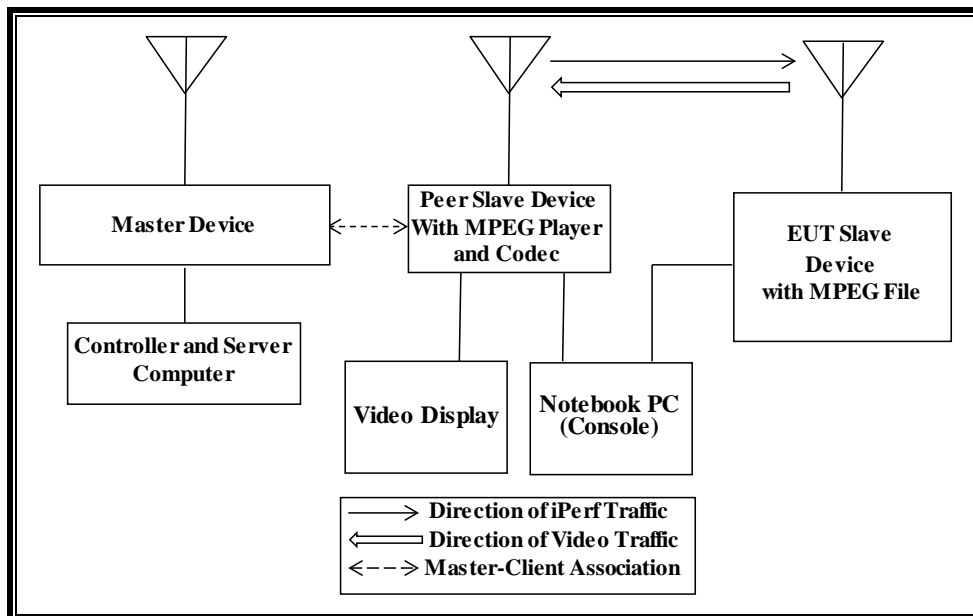 Master Device
Peer Slave Device
With MPEG Player
and Codec
EUT Slave
Device
with MPEG File
Controller and Server
Computer
Video Display
Notebook PC
(Console)
Direction of iPerf Traffic
Direction of Video Traffic
Master-Client Association